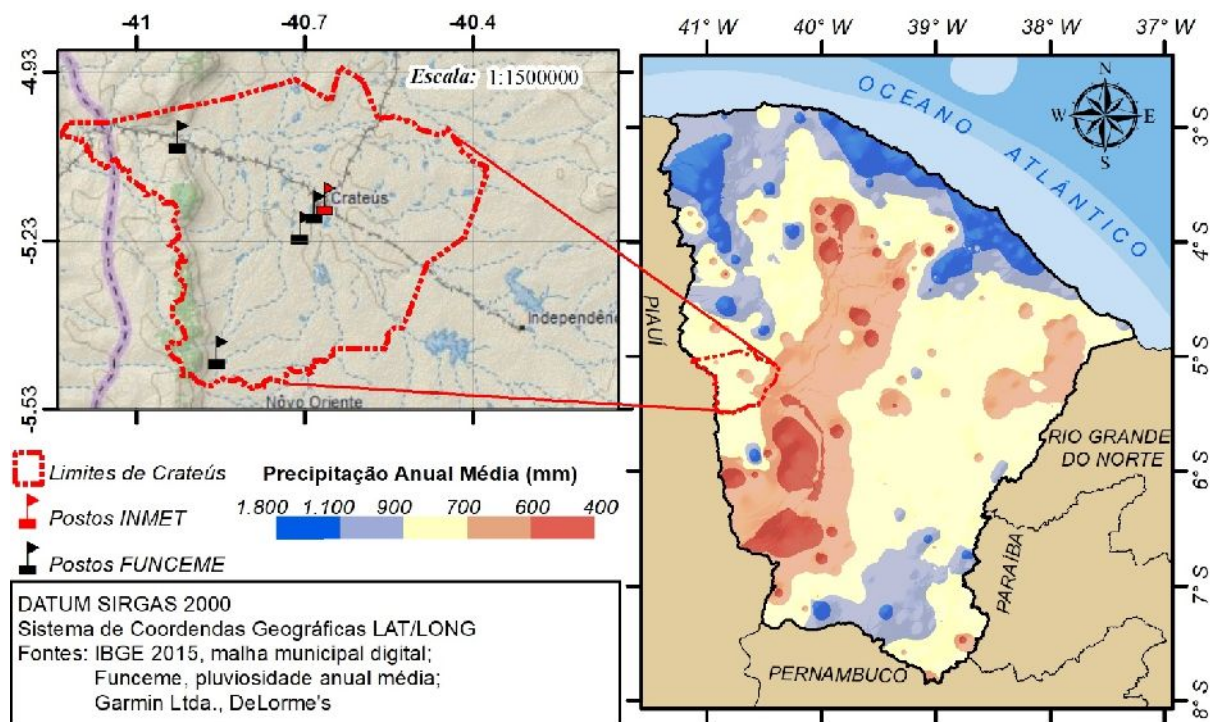 -41 -40.7 -40.4
-4.93
-5.23
-5.53
Escala: 1:1500000
Crateús
Independên
Nôvo Oriente
Limites de Crateús
Postos INMET
Postos FUNCEME
Precipitação Anual Média (mm)
1.800 1.100 900 700 600 400
DATUM SIRGAS 2000
Sistema de Coordendas Geográficas LAT/LONG
Fontes: IBGE 2015, malha municipal digital;
Funceme, pluviosidade anual média;
Garmin Ltda., DeLorme's
41° W 40° W 39° W 38° W 37° W
OCEANO ATLÂNTICO
N
W E
S
PIAUÍ
RIO GRANDE
DO NORTE
PARAÍBA
PERNAMBUCO
3°S
4°S
5°S
6°S
7°S
8°S